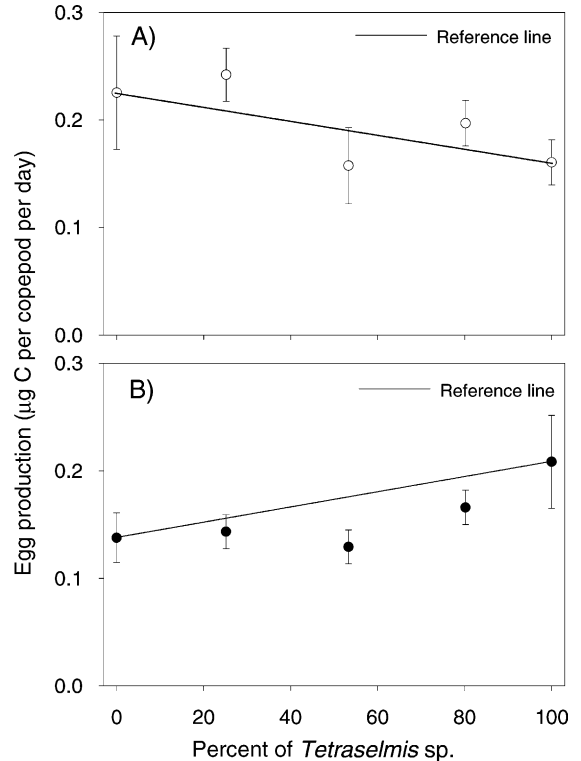 0.3
A)
Reference line
0.2
0.1
0.0
0.3
B)
Reference line
0.2
0.1
0.0
0 20 40 60 80 100
Percent of Tetraselmis sp.
Egg production (μg C per copepod per day)